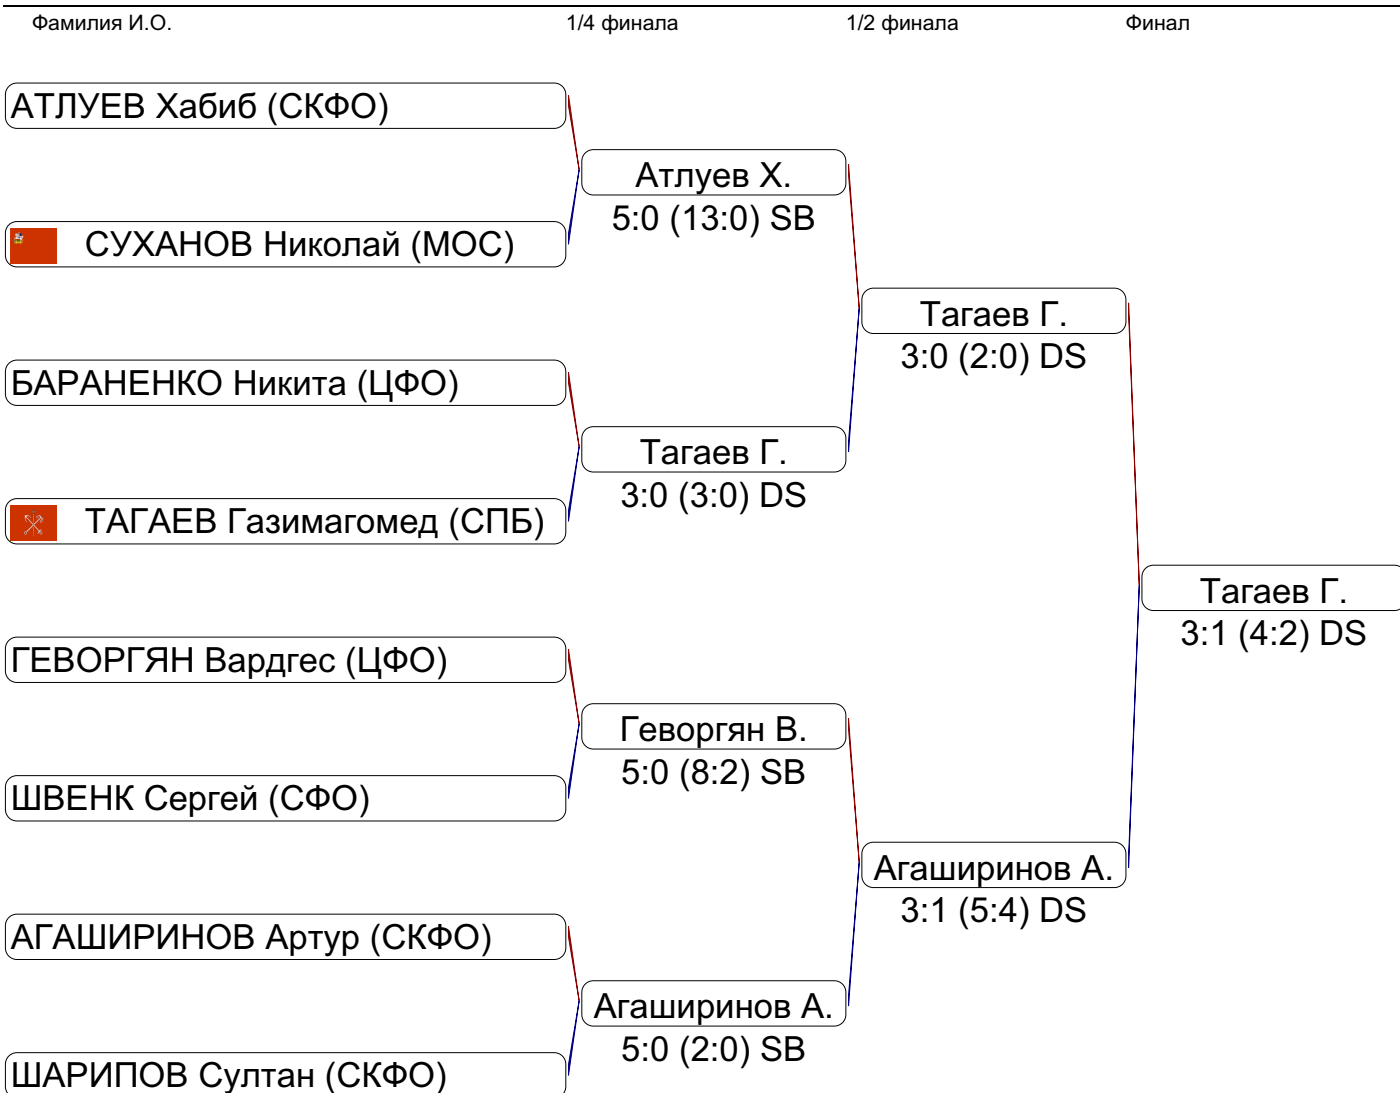 Фамилия И.О. 1/4 финала 1/2 финала Финал
АТЛУЕВ Хабиб (СКФО)
Атлуев Х.
5:0 (13:0) SB
СУХАНОВ Николай (МОС)
Тагаев Г.
3:0 (2:0) DS
БАРАНЕНКО Никита (ЦФО)
Тагаев Г.
3:0 (3:0) DS
ТАГАЕВ Газимагомед (СПБ)
Тагаев Г.
3:1 (4:2) DS
ГЕВОРГЯН Вардгес (ЦФО)
Геворгян В.
5:0 (8:2) SB
ШВЕНК Сергей (СФО)
Агаширинов А.
3:1 (5:4) DS
АГАШИРИНОВ Артур (СКФО)
Агаширинов А.
5:0 (2:0) SB
ШАРИПОВ Султан (СКФО)